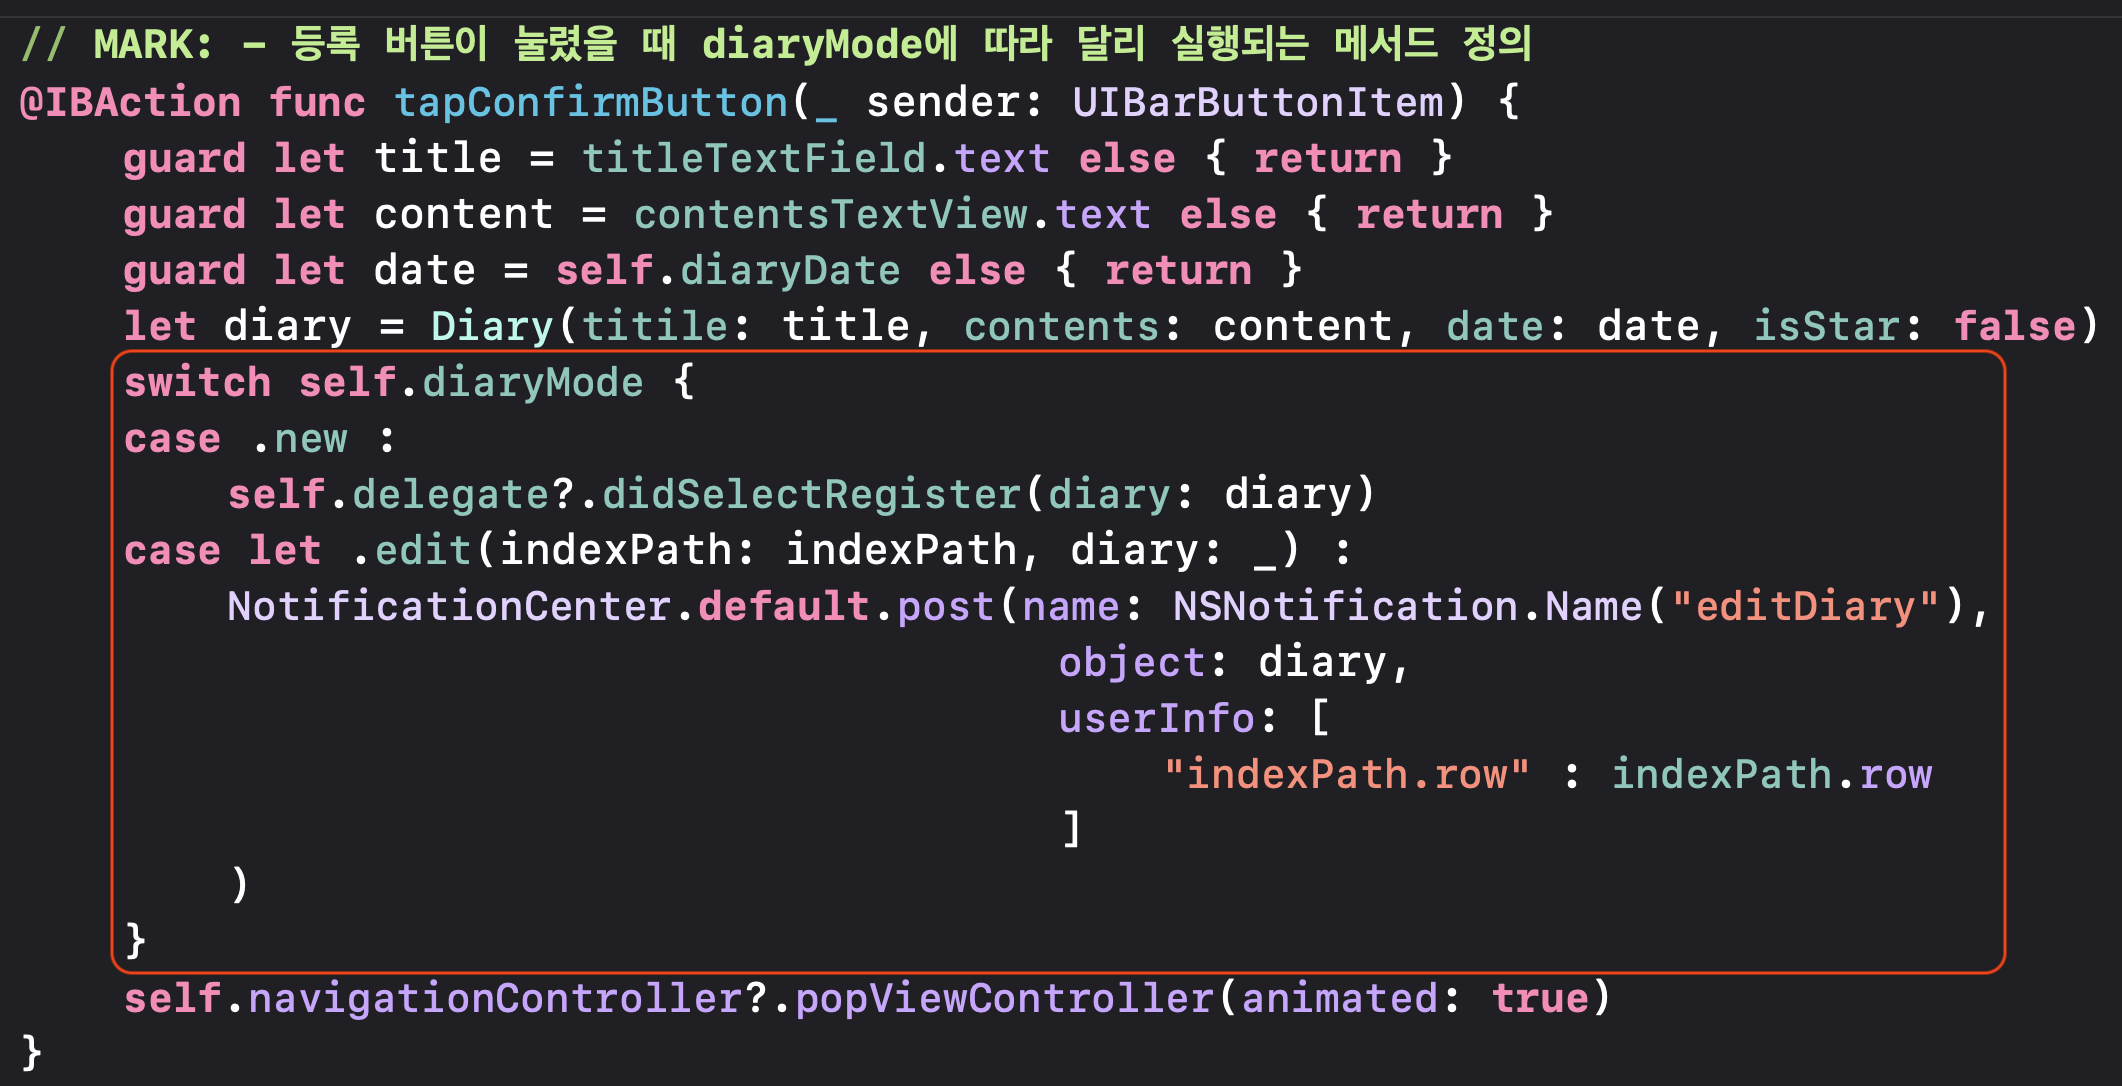 // MARK: - 등록 버튼이 눌렸을 때 diaryMode에 따라 달리 실행되는 메서드 정의
@IBAction func tapConfirmButton(_ sender: UIBarButtonItem) {
guard let title = titleTextField.text else { return }
guard let content = contentsTextView.text else { return }
guard let date = self.diaryDate else { return }
let diary = Diary(titile: title, contents: content, date: date, isStar: false)
switch self.diaryMode {
case .new :
self.delegate?.didSelectRegister(diary: diary)
case let .edit(indexPath: indexPath, diary: _) :
NotificationCenter.default.post(name: NSNotification.Name("editDiary"),
object: diary,
userInfo: [
"indexPath.row" : indexPath.row
]
)
}
self.navigationController?.popViewController(animated: true)
}